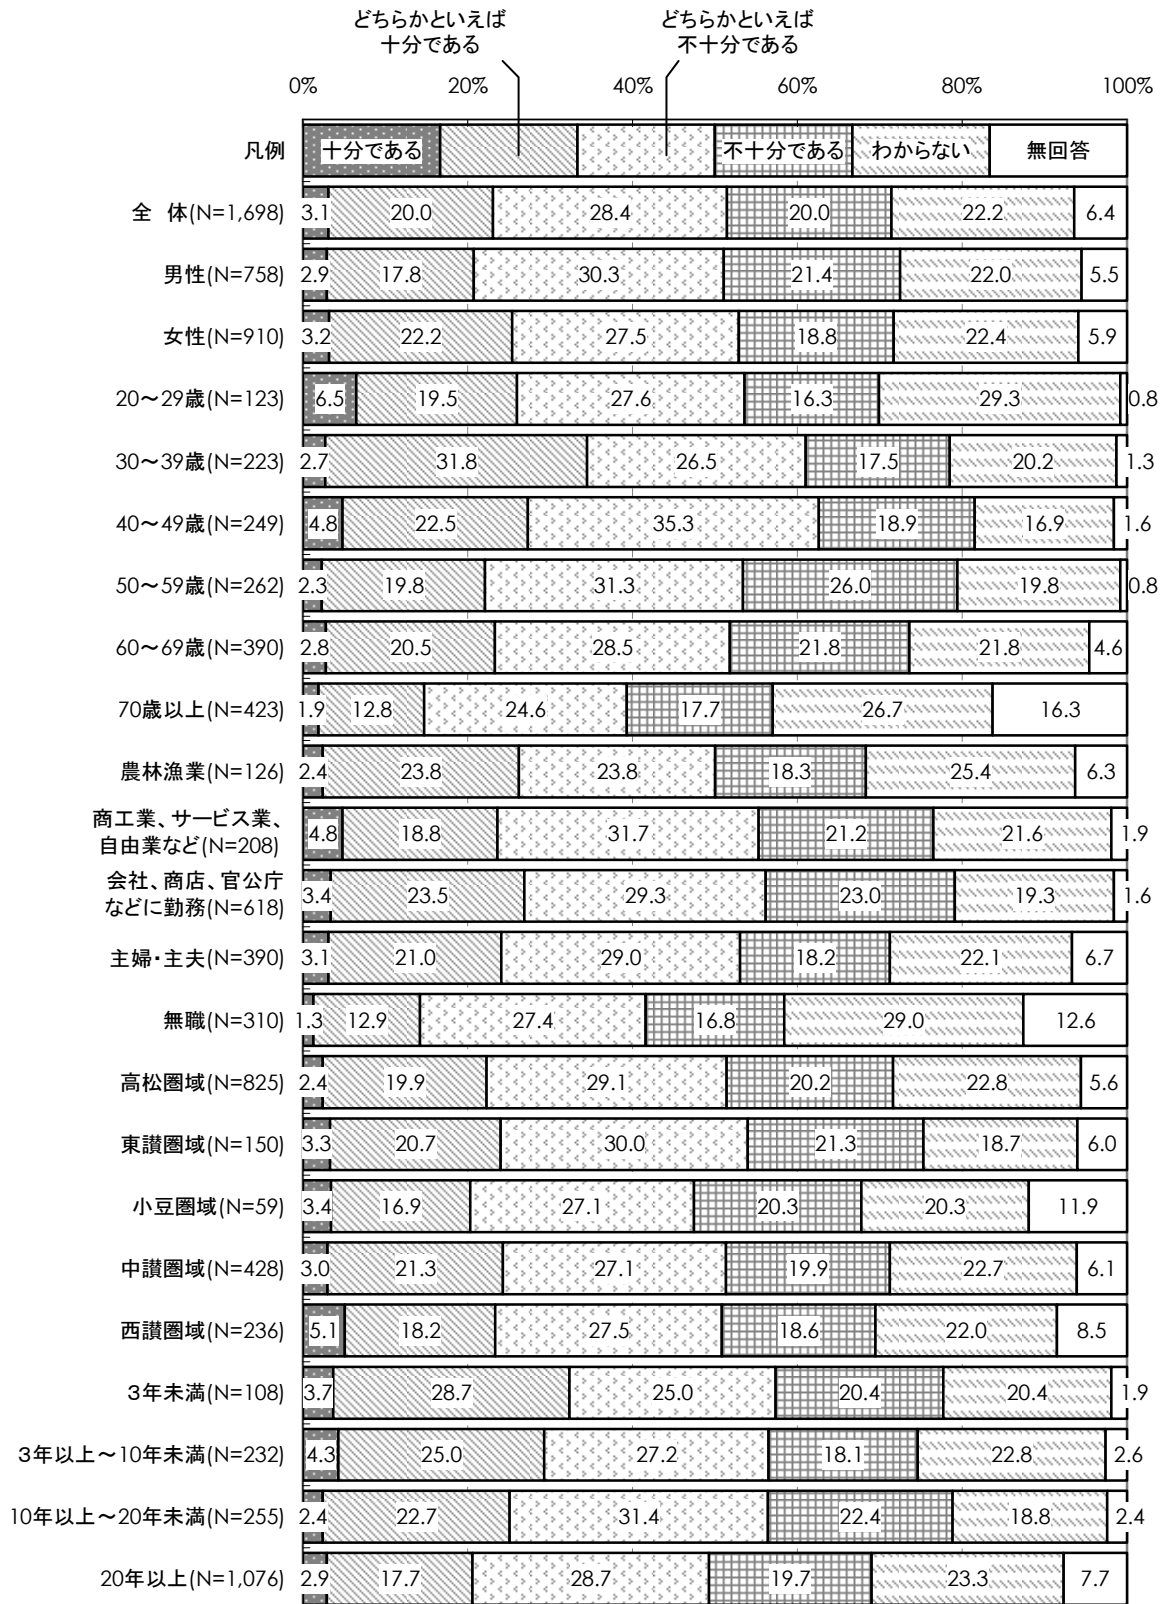 どちらかといえば どちらかといえば
十分である 不十分である
0% 20% 40% 60% 80% 100%
凡例 十分である 不十分である わからない 無回答
全 体(N=1,698) 3.1 20.0 28.4 20.0 22.2 6.4
男性(N=758) 2.9 17.8 30.3 21.4 22.0 5.5
女性(N=910) 3.2 22.2 27.5 18.8 22.4 5.9
20～29歳(N=123) 6.5 19.5 27.6 16.3 29.3 0.8
30～39歳(N=223) 2.7 31.8 26.5 17.5 20.2 1.3
40～49歳(N=249) 4.8 22.5 35.3 18.9 16.9 1.6
50～59歳(N=262) 2.3 19.8 31.3 26.0 19.8 0.8
60～69歳(N=390) 2.8 20.5 28.5 21.8 21.8 4.6
70歳以上(N=423) 1.9 12.8 24.6 17.7 26.7 16.3
農林漁業(N=126) 2.4 23.8 23.8 18.3 25.4 6.3
商工業、サービス業、
自由業など(N=208) 4.8 18.8 31.7 21.2 21.6 1.9
会社、商店、官公庁
などに勤務(N=618) 3.4 23.5 29.3 23.0 19.3 1.6
主婦・主夫(N=390) 3.1 21.0 29.0 18.2 22.1 6.7
無職(N=310) 1.3 12.9 27.4 16.8 29.0 12.6
高松圏域(N=825) 2.4 19.9 29.1 20.2 22.8 5.6
東讃圏域(N=150) 3.3 20.7 30.0 21.3 18.7 6.0
小豆圏域(N=59) 3.4 16.9 27.1 20.3 20.3 11.9
中讃圏域(N=428) 3.0 21.3 27.1 19.9 22.7 6.1
西讃圏域(N=236) 5.1 18.2 27.5 18.6 22.0 8.5
３年未満(N=108) 3.7 28.7 25.0 20.4 20.4 1.9
３年以上～10年未満(N=232) 4.3 25.0 27.2 18.1 22.8 2.6
10年以上～20年未満(N=255) 2.4 22.7 31.4 22.4 18.8 2.4
20年以上(N=1,076) 2.9 17.7 28.7 19.7 23.3 7.7